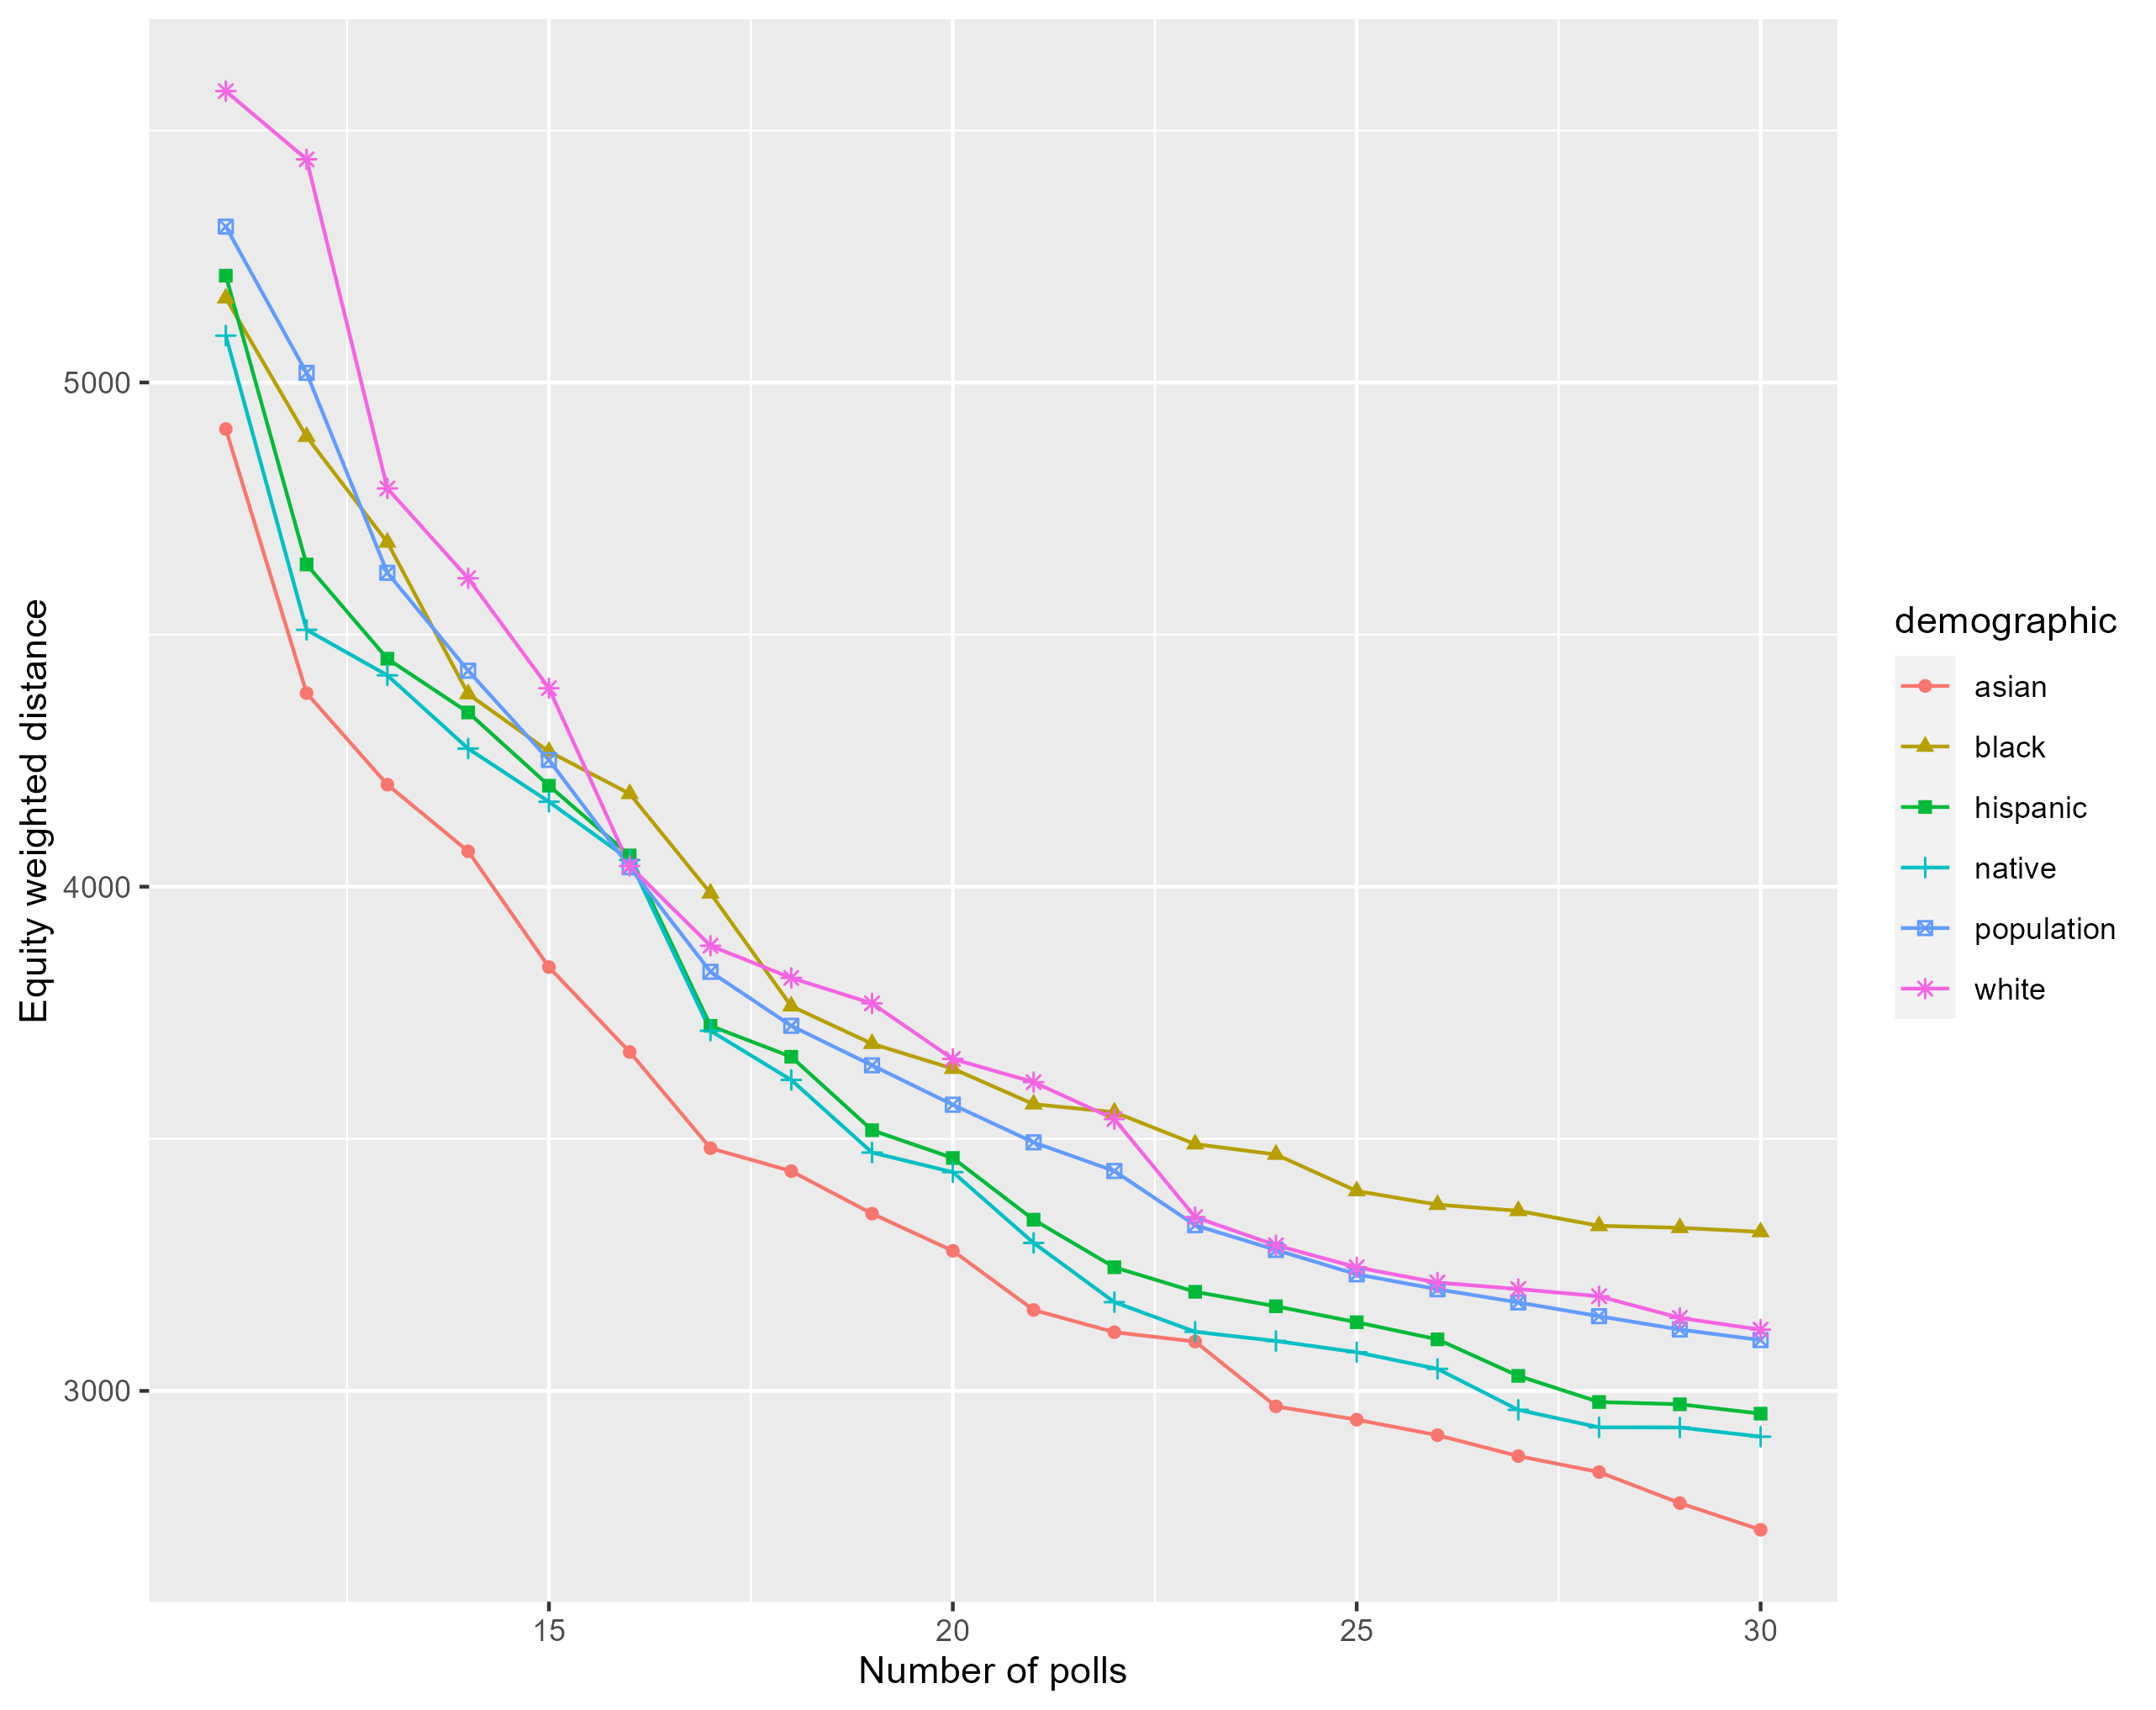 Equity weighted distance
5000
4000
3000
15
20
25
30
Number of polls
demographic
asian
black
hispanic
native
population
white